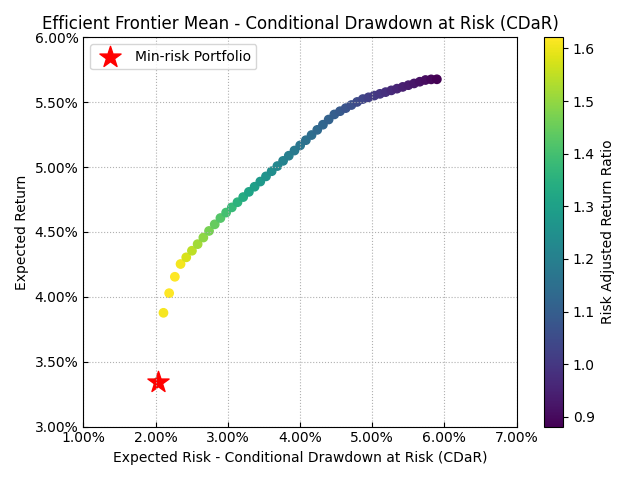 Efficient Frontier Mean - Conditional Drawdown at Risk (CDaR)
Min-risk Portfolio
Expected Return
6.00%
5.50%
5.00%
4.50%
4.00%
3.50%
3.00%
1.00% 2.00% 3.00% 4.00% 5.00% 6.00% 7.00%
Expected Risk - Conditional Drawdown at Risk (CDaR)
1.6
1.5
1.4
1.3
1.2
1.1
1.0
0.9
Risk Adjusted Return Ratio